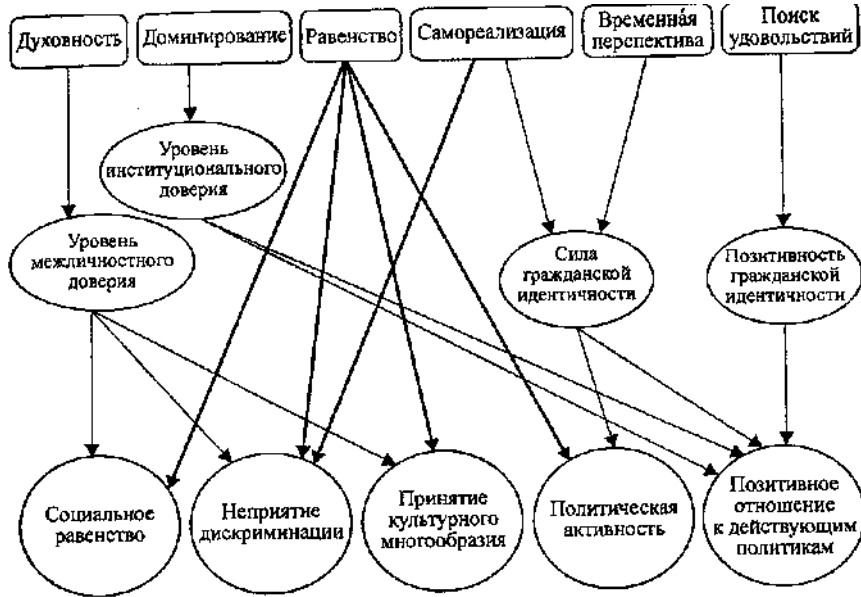 Духовность
Доминирование
Равенство
Самореализация
Временная
перспектива
Поиск
удовольствий
Уровень
институционального
доверия
Уровень
межличностного
доверия
Сила
гражданской
идентичности
Позитивность
гражданской
идентичности
Социальное
равенство
Неприятие
дискриминации
Принятие
культурного
многообразия
Политическая
активность
Позитивное
отношение
к действующим
политикам